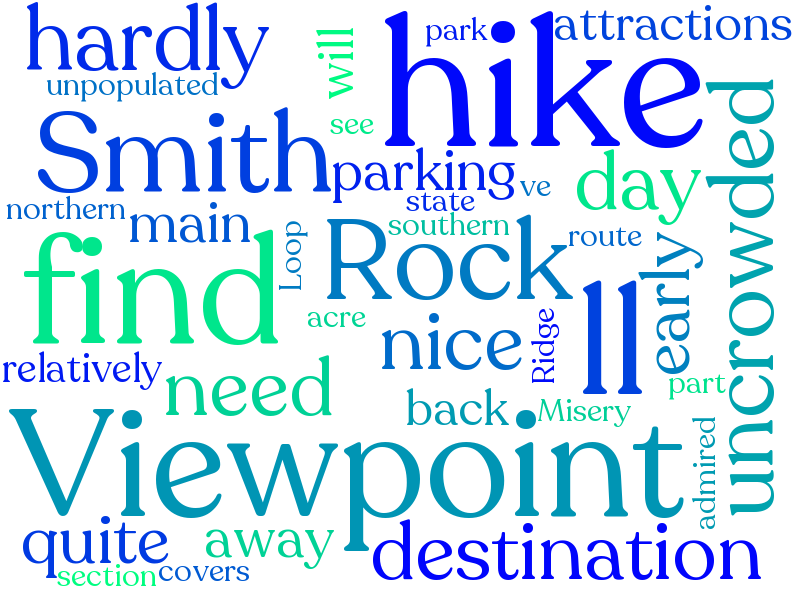 hardly
will
park
attractions
hike
unpopulated
see
Smith
parking
ve
day
uncrowded
northern
main
state
southern
Loop
Rock
route
early
find
ll
acre
nice
Ridge
relatively
need
back
Misery
part
Viewpoint
admired
quite
away
destination
section
covers